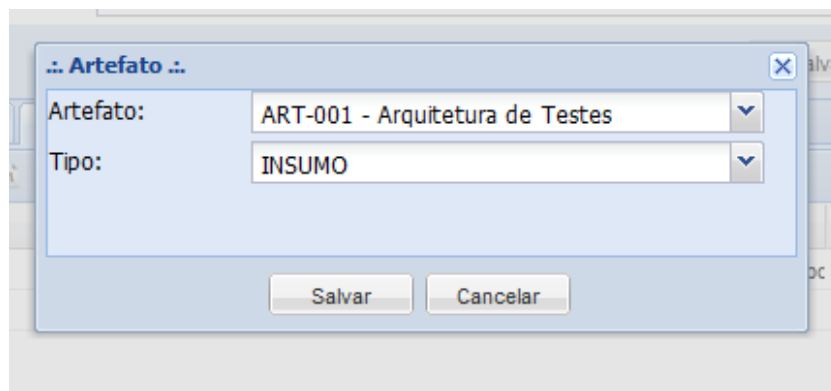 .:. Artefato .:.
Artefato: ART-001 - Arquitetura de Testes
Tipo: INSUMO
Salvar Cancelar